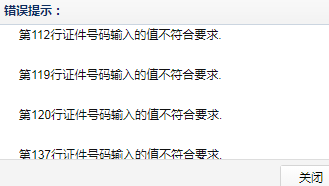 错误提示：
第112行证件号码输入的值不符合要求.
第119行证件号码输入的值不符合要求.
第120行证件号码输入的值不符合要求.
第137行证件号码输入的值不符合要求.
关闭